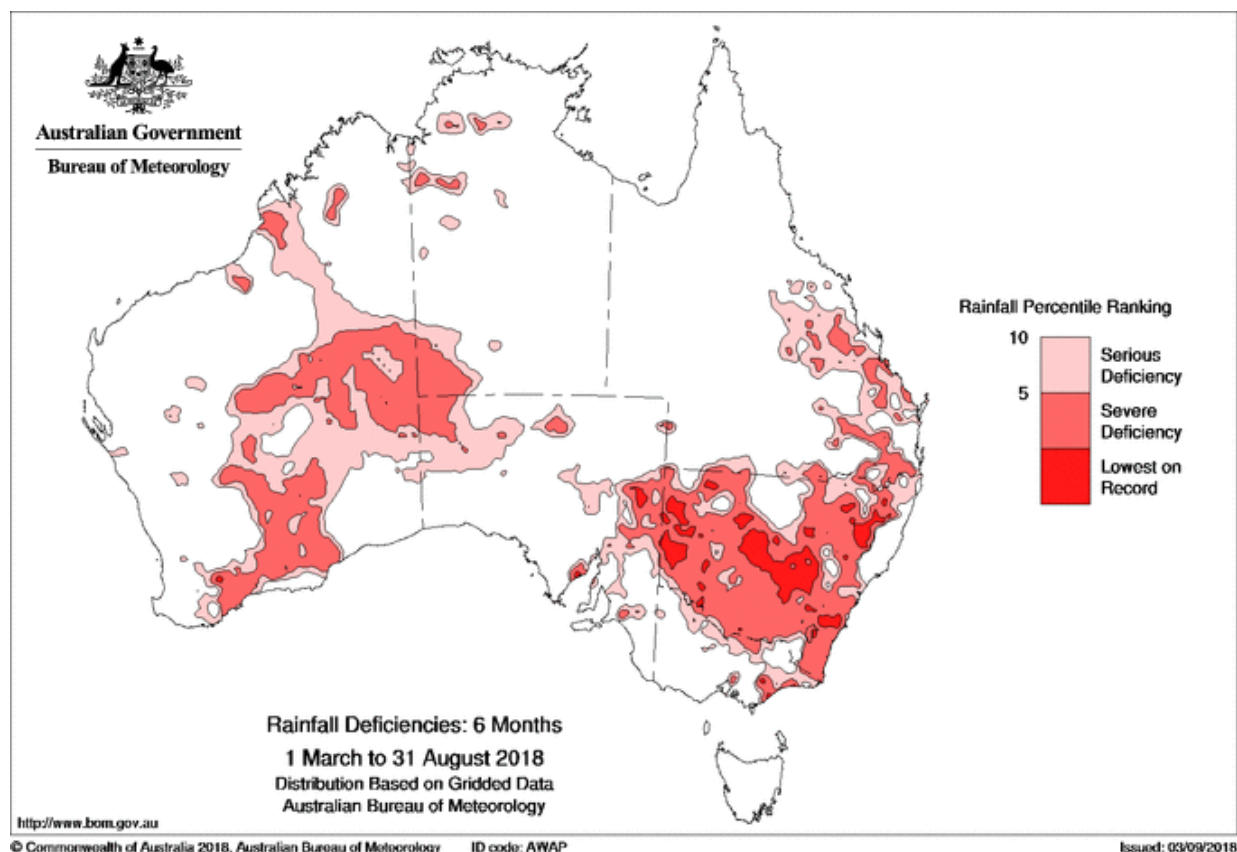 Australian Government
Bureau of Meteorology
Rainfall Percentile Ranking
10
Serious
Deficiency
5
Severe
Deficiency
Lowest on
Record
Rainfall Deficiencies: 6 Months
1 March to 31 August 2018
Distribution Based on Gridded Data
Australian Bureau of Meteorology
http://www.bom.gov.au
© Commonwealth of Australia 2018, Australian Bureau of Meteorology ID code: AWAP Issued: 03/09/2018